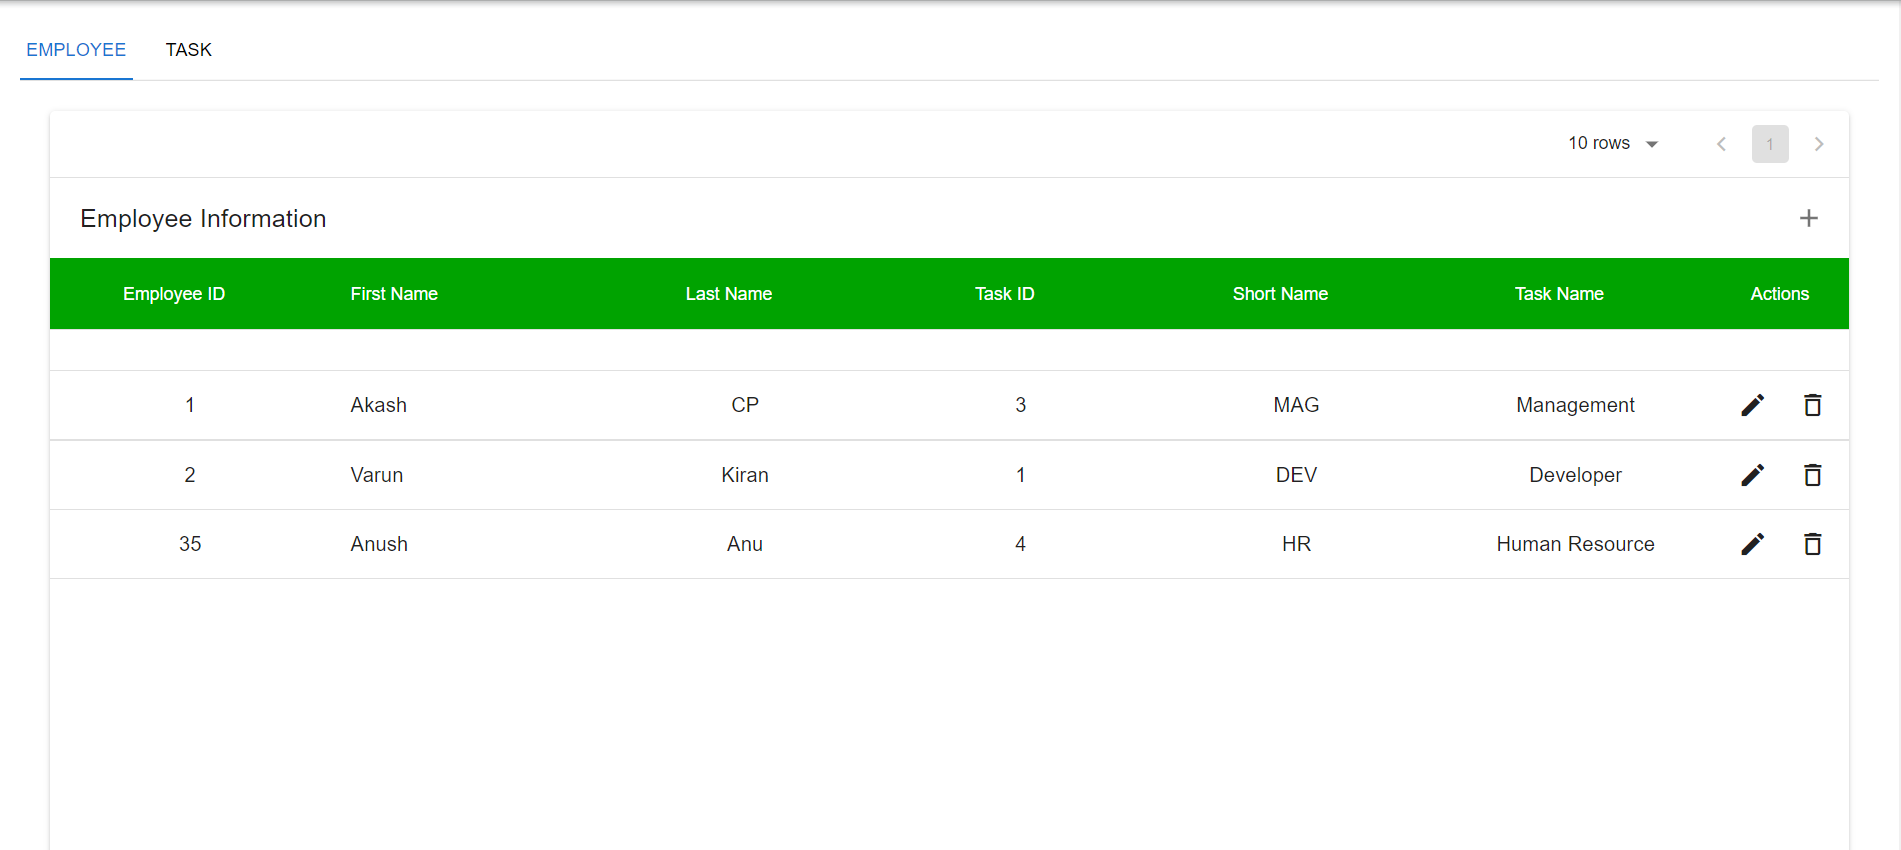 EMPLOYEE TASK
10 rows 1
Employee Information
Employee ID First Name Last Name Task ID Short Name Task Name Actions
1 Akash CP 3 MAG Management
2 Varun Kiran 1 DEV Developer
35 Anush Anu 4 HR Human Resource